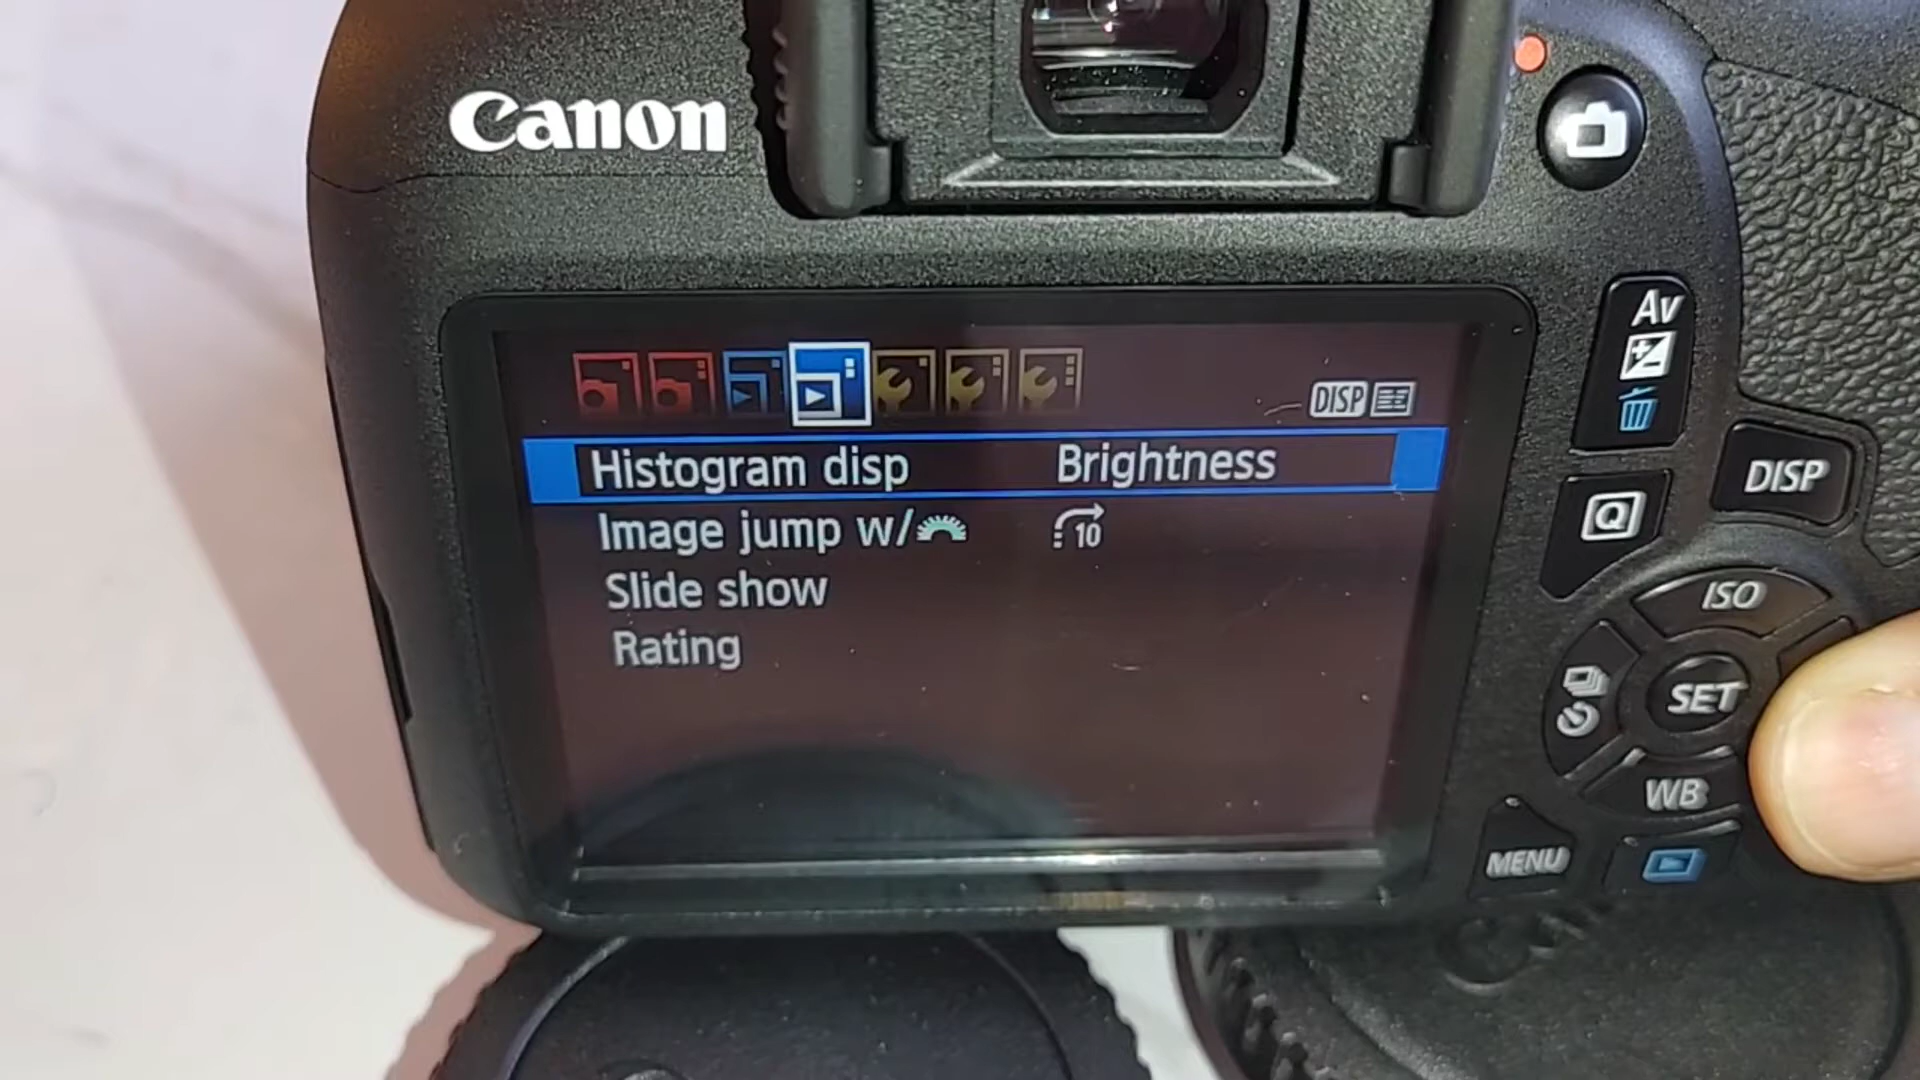 Canon
Av
DISP
Histogram disp Brightness
DISP
Image jump w/ 10
Q
Slide show
ISO
Rating
SET
WB
MENU